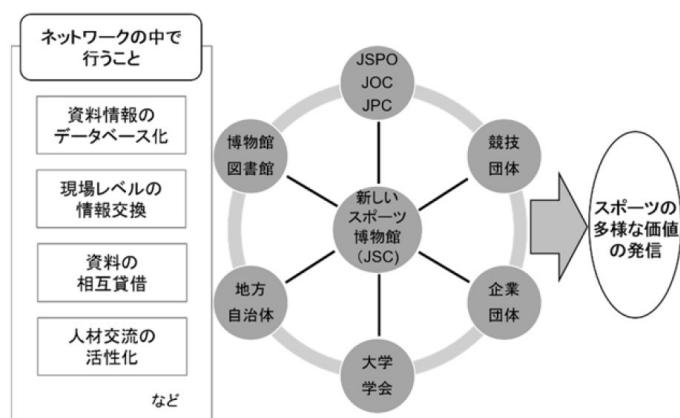 ネットワークの中で
行うこと
資料情報の
データベース化
現場レベルの
情報交換
資料の
相互貸借
人材交流の
活性化
など
JSPO
JOC
JPC
博物館
図書館
競技
団体
新しい
スポーツ
博物館
(JSC)
地方
自治体
企業
団体
大学
学会
スポーツの
多様な価値
の発信